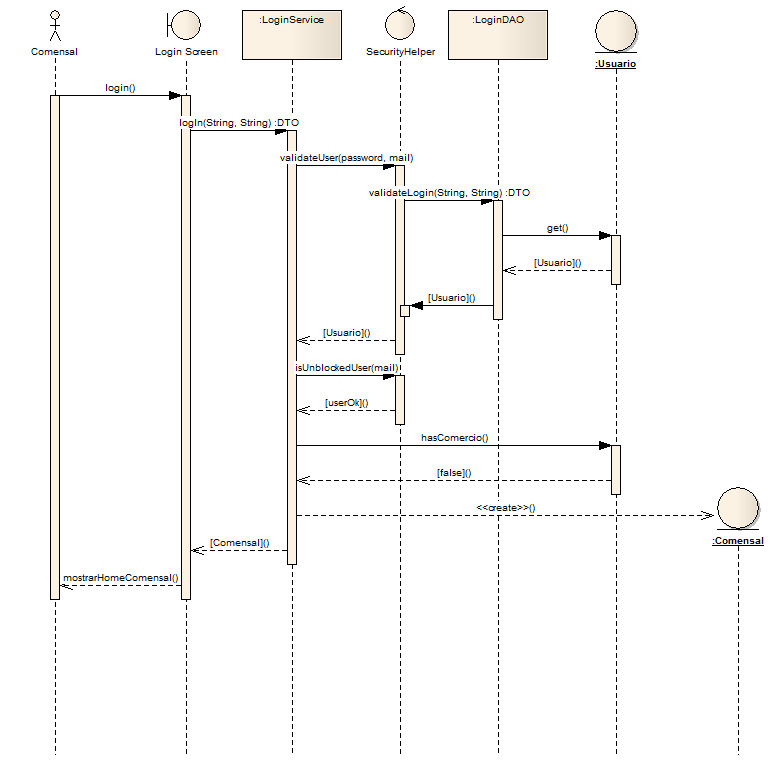 :LoginService
:LoginDAO
Comensal
Login Screen
SecurityHelper
:Usuario
login()
logIn(String, String) :DTO
validateUser(password, mail)
validateLogin(String, String) :DTO
get()
[Usuario]()
[Usuario]()
[Usuario]()
isUnblockedUser(mail)
[userOk]()
hasComercio()
[false]()
<<create>>()
:Comensal
[Comensal]()
mostrarHomeComensal()